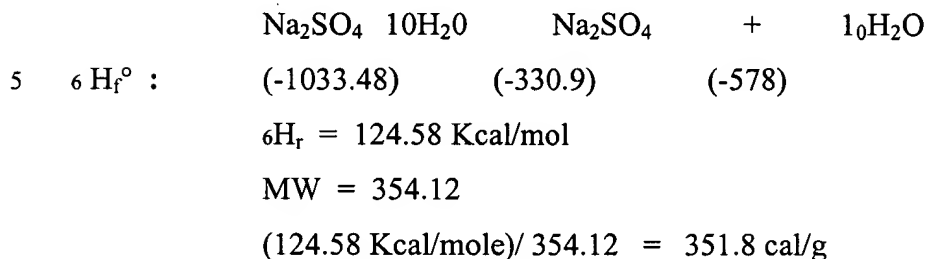 Na₂SO₄ 10H₂0 Na₂SO₄ + 1₀H₂O
5 ₆ H_f° : (-1033.48) (-330.9) (-578)
₆H_r = 124.58 Kcal/mol
MW = 354.12
(124.58 Kcal/mole)/ 354.12 = 351.8 cal/g